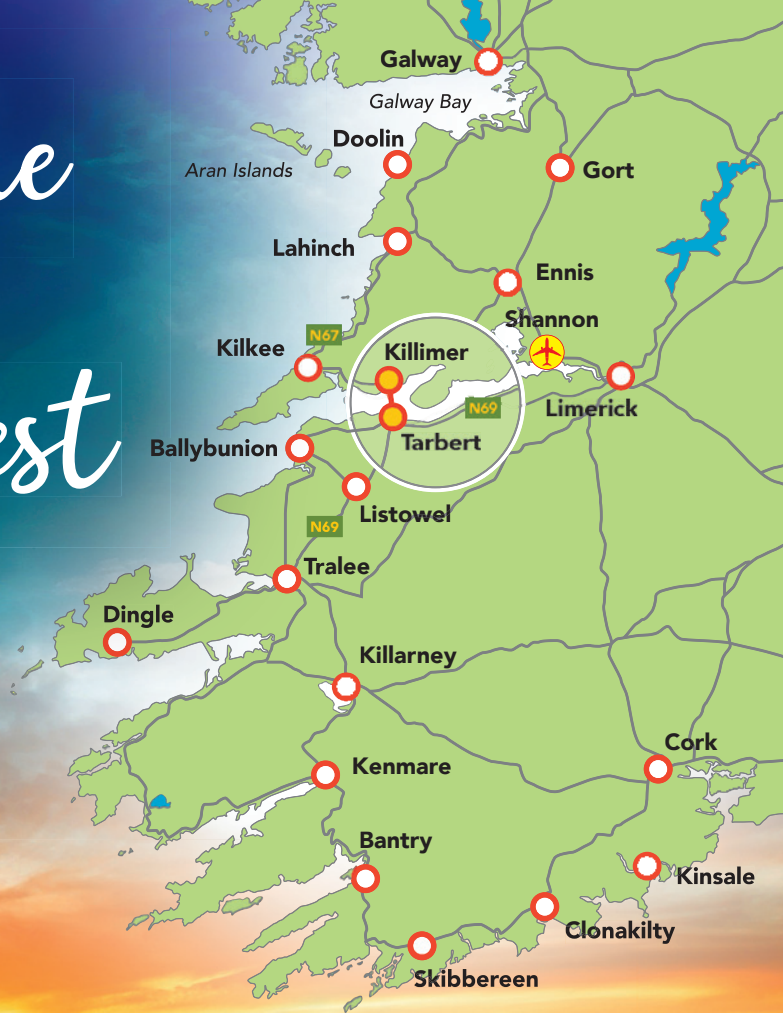 Galway
Galway Bay
Doolin
Aran Islands
Gort
Lahinch
Ennis
Shannon
N67
Kilkee
Killimer
N69
Limerick
Tarbert
Ballybunion
Listowel
N69
Tralee
Dingle
Killarney
Cork
Kenmare
Bantry
Kinsale
Clonakilty
Skibbereen